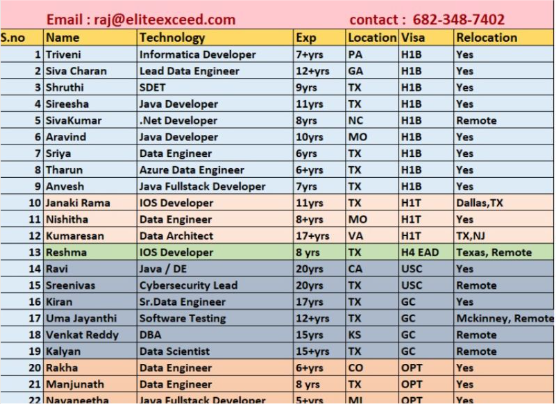 Email : raj@eliteexceed.com contact : 682-348-7402
S.no Name Technology Exp Location Visa Relocation
1 Triveni Informatica Developer 7+yrs PA H1B Yes
2 Siva Charan Lead Data Engineer 12+yrs GA H1B Yes
3 Shruthi SDET 9yrs TX H1B Yes
4 Sireesha Java Developer 11yrs TX H1B Yes
5 SivaKumar .Net Developer 8yrs NC H1B Remote
6 Aravind Java Developer 10yrs MO H1B Yes
7 Sriya Data Engineer 6yrs TX H1B Yes
8 Tharun Azure Data Engineer 6+yrs TX H1B Yes
9 Anvesh Java Fullstack Developer 7yrs TX H1B Yes
10 Janaki Rama IOS Developer 11yrs TX H1T Dallas,TX
11 Nishitha Data Engineer 8+yrs MO H1T Yes
12 Kumaresan Data Architect 17+yrs VA H1T TX,NJ
13 Reshma IOS Developer 8 yrs TX H4 EAD Texas, Remote
14 Ravi Java / DE 20yrs CA USC Yes
15 Sreenivas Cybersecurity Lead 20yrs TX USC Remote
16 Kiran Sr.Data Engineer 17yrs TX GC Yes
17 Uma Jayanthi Software Testing 12+yrs TX GC Mckinney, Remote
18 Venkat Reddy DBA 15yrs KS GC Remote
19 Kalyan Data Scientist 15+yrs TX GC Remote
20 Rakha Data Engineer 6+yrs CO OPT Yes
21 Manjunath Data Engineer 8 yrs TX OPT Yes
22 Navaneetha Java Fullstack Developer 5+yrs MI OPT Yes